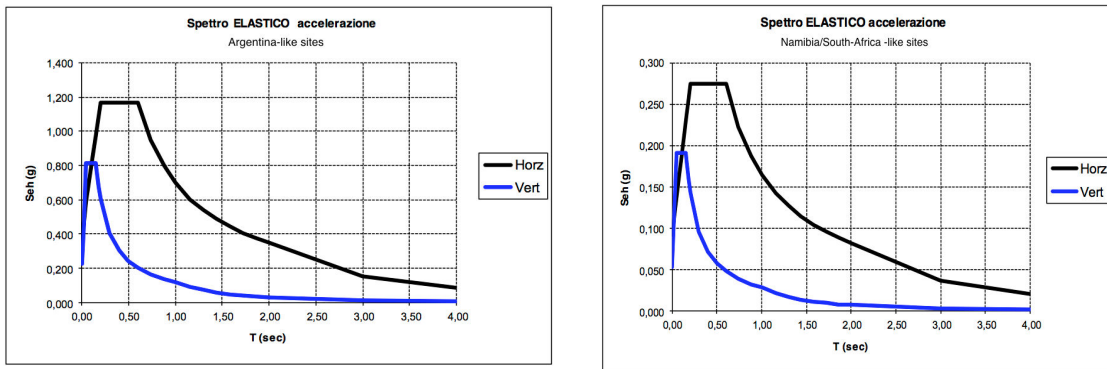 Spettro ELASTICO accelerazione
Argentina-like sites
Seh (g)
1,400
1,200
1,000
0,800
0,600
0,400
0,200
0,000
0,00 0,50 1,00 1,50 2,00 2,50 3,00 3,50 4,00
T (sec)
Horz
Vert
Spettro ELASTICO accelerazione
Namibia/South-Africa -like sites
Seh (g)
0,300
0,250
0,200
0,150
0,100
0,050
0,000
0,00 0,50 1,00 1,50 2,00 2,50 3,00 3,50 4,00
T (sec)
Horz
Vert